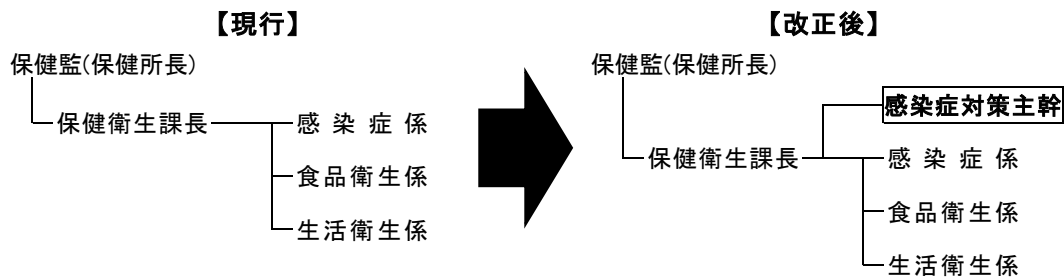 【現行】
保健監(保健所長)
保健衛生課長
感染症係
食品衛生係
生活衛生係
【改正後】
保健監(保健所長)
感染症対策主幹
保健衛生課長
感染症係
食品衛生係
生活衛生係